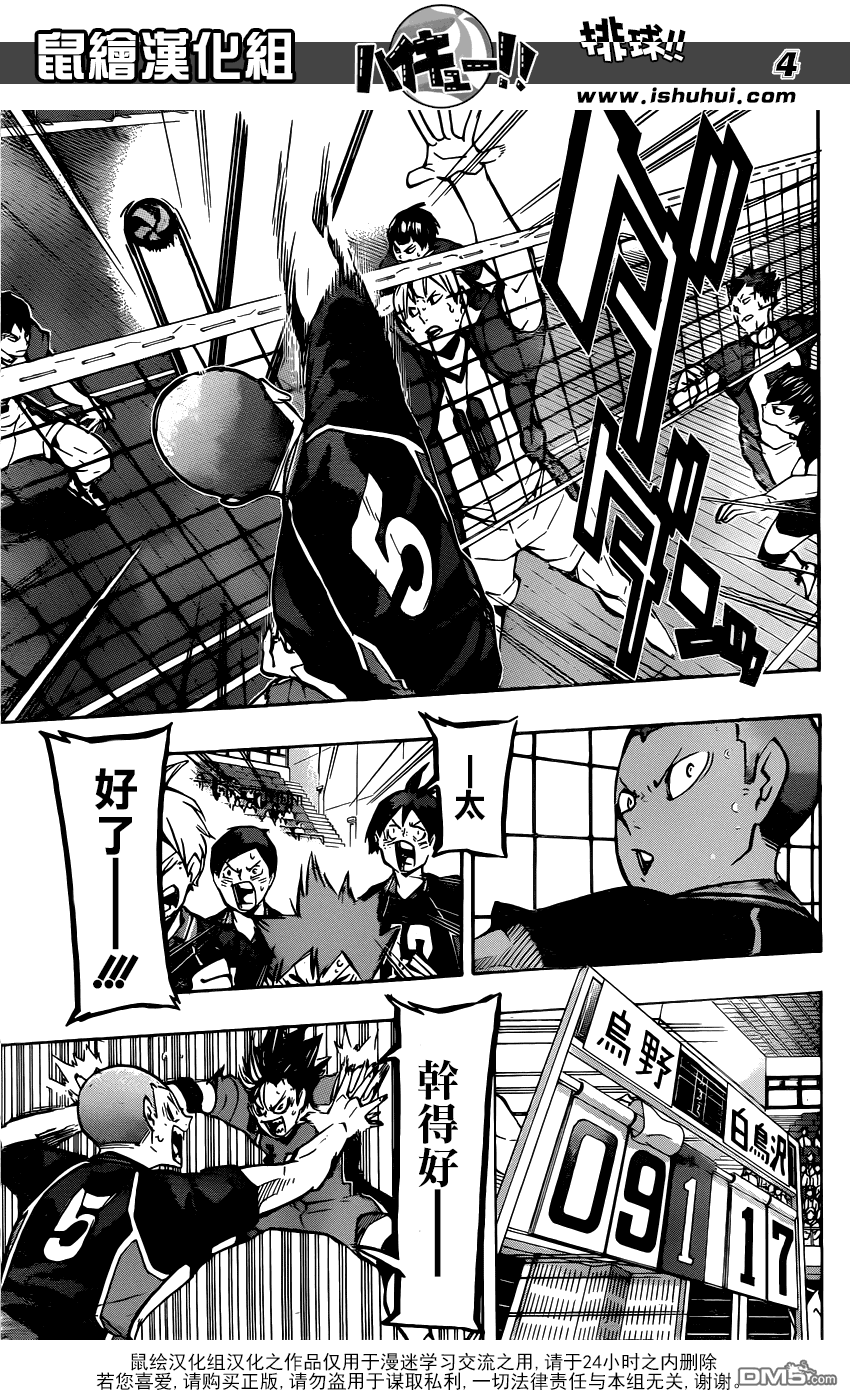 鼠繪漢化組
ハイキュー!!
排球!!
4
www.ishuhui.com
5
ー太
好了——!!!
烏野
白鳥沢
09 1 17
幹得好——
5
鼠绘汉化组汉化之作品仅用于漫迷学习交流之用, 请于24小时之内删除
若您喜爱, 请购买正版, 请勿盗用于谋取私利, 一切法律责任与本组无关, 谢谢.
DM5.com